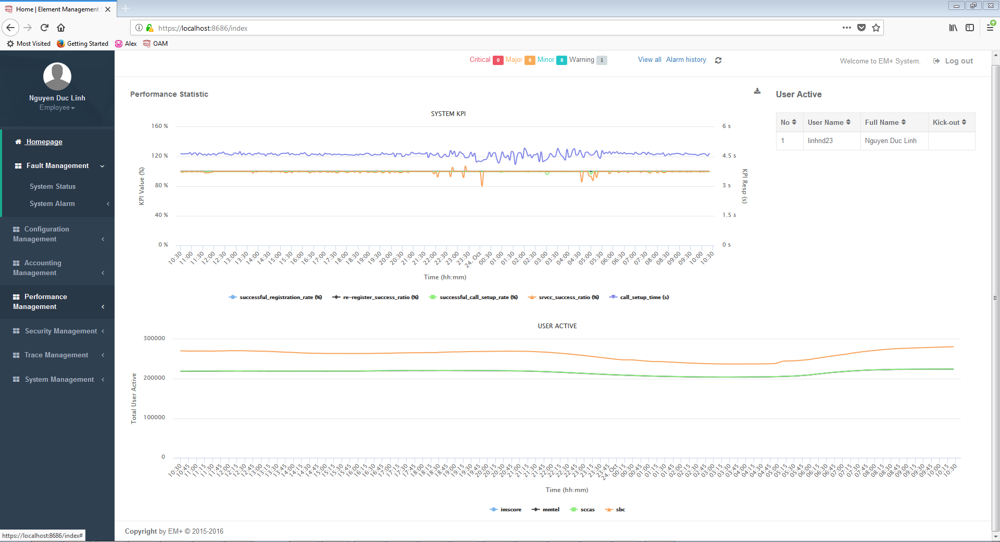 Home | Element Management
https://localhost:8686/index
Most Visited Getting Started Alex OAM
Critical 0 Major 0 Minor 0 Warning 1 View all Alarm history
Welcome to EM+ System. Log out
Nguyen Duc Linh
Employee
Homepage
Fault Management
System Status
System Alarm
Configuration
Management
Accounting
Management
Performance
Management
Security Management
Trace Management
System Management
Performance Statistic
SYSTEM KPI
160 %
120 %
80 %
40 %
0 %
KPI Value (%)
6 s
4.5 s
3 s
1.5 s
0 s
KPI Resp (s)
10:30 11:00 11:30 12:00 12:30 13:00 13:30 14:00 14:30 15:00 15:30 16:00 16:30 17:00 17:30 18:00 18:30 19:00 19:30 20:00 20:30 21:00 21:30 22:00 22:30 23:00 23:30 24. Oct 00:30 01:00 01:30 02:00 02:30 03:00 03:30 04:00 04:30 05:00 05:30 06:00 06:30 07:00 07:30 08:00 08:30 09:00 09:30 10:00 10:30
Time (hh:mm)
successful_registration_rate (%) re-register_success_ratio (%) successful_call_setup_rate (%) srvcc_success_ratio (%) call_setup_time (s)
User Active
No User Name Full Name Kick-out
1 linhnd23 Nguyen Duc Linh
USER ACTIVE
300000
200000
100000
0
Total User Active
10:30 10:45 11:00 11:15 11:30 11:45 12:00 12:15 12:30 12:45 13:00 13:15 13:30 13:45 14:00 14:15 14:30 14:45 15:00 15:15 15:30 15:45 16:00 16:15 16:30 16:45 17:00 17:15 17:30 17:45 18:00 18:15 18:30 18:45 19:00 19:15 19:30 19:45 20:00 20:15 20:30 20:45 21:00 21:15 21:30 21:45 22:00 22:15 22:30 22:45 23:00 23:15 23:30 23:45 24. Oct 00:15 00:30 00:45 01:00 01:15 01:30 01:45 02:00 02:15 02:30 02:45 03:00 03:15 03:30 03:45 04:00 04:15 04:30 04:45 05:00 05:15 05:30 05:45 06:00 06:15 06:30 06:45 07:00 07:15 07:30 07:45 08:00 08:15 08:30 08:45 09:00 09:15 09:30 09:45 10:00 10:15 10:30
Time (hh:mm)
imscore mmtel sccas sbc
Copyright by EM+ © 2015-2016
https://localhost:8686/index#